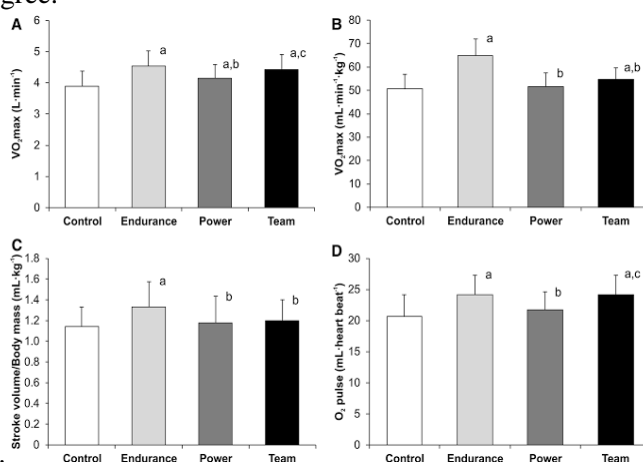 gree.
A
VO₂max (L·min⁻¹)
6
5
4
3
2
1
0
a
a,b
a,c
Control Endurance Power Team
B
VO₂max (mL·min⁻¹·kg⁻¹)
80
70
60
50
40
30
20
10
0
a
b
a,b
Control Endurance Power Team
C
Stroke volume/Body mass (mL·kg⁻¹)
1.8
1.6
1.4
1.2
1.0
0.8
0.6
0.4
0.2
0
a
b
b
Control Endurance Power Team
D
O₂ pulse (mL·heart beat⁻¹)
30
25
20
15
10
5
0
a
b
a,c
Control Endurance Power Team